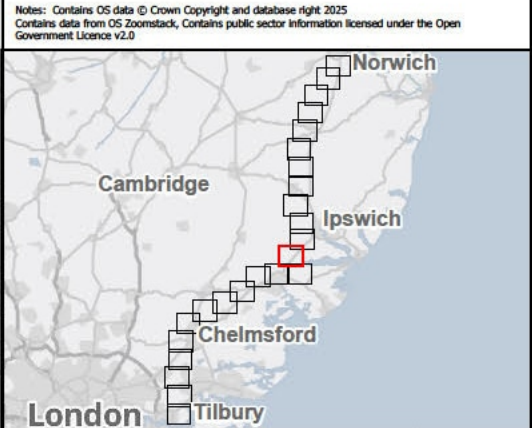 Notes: Contains OS data © Crown Copyright and database right 2025
Contains data from OS Zoomstack, Contains public sector information licensed under the Open
Government Licence v2.0
Norwich
Cambridge
Ipswich
Chelmsford
London
Tilbury